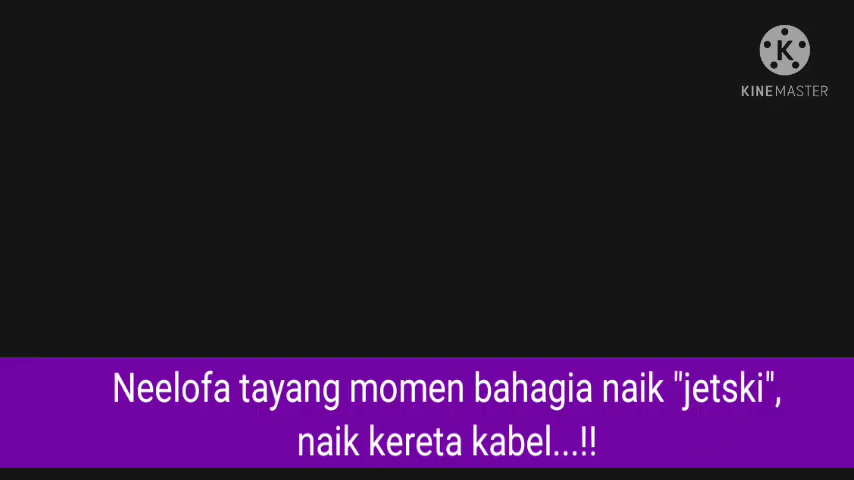 K
KINEMASTER
Neelofa tayang momen bahagia naik "jetski",
naik kereta kabel...!!